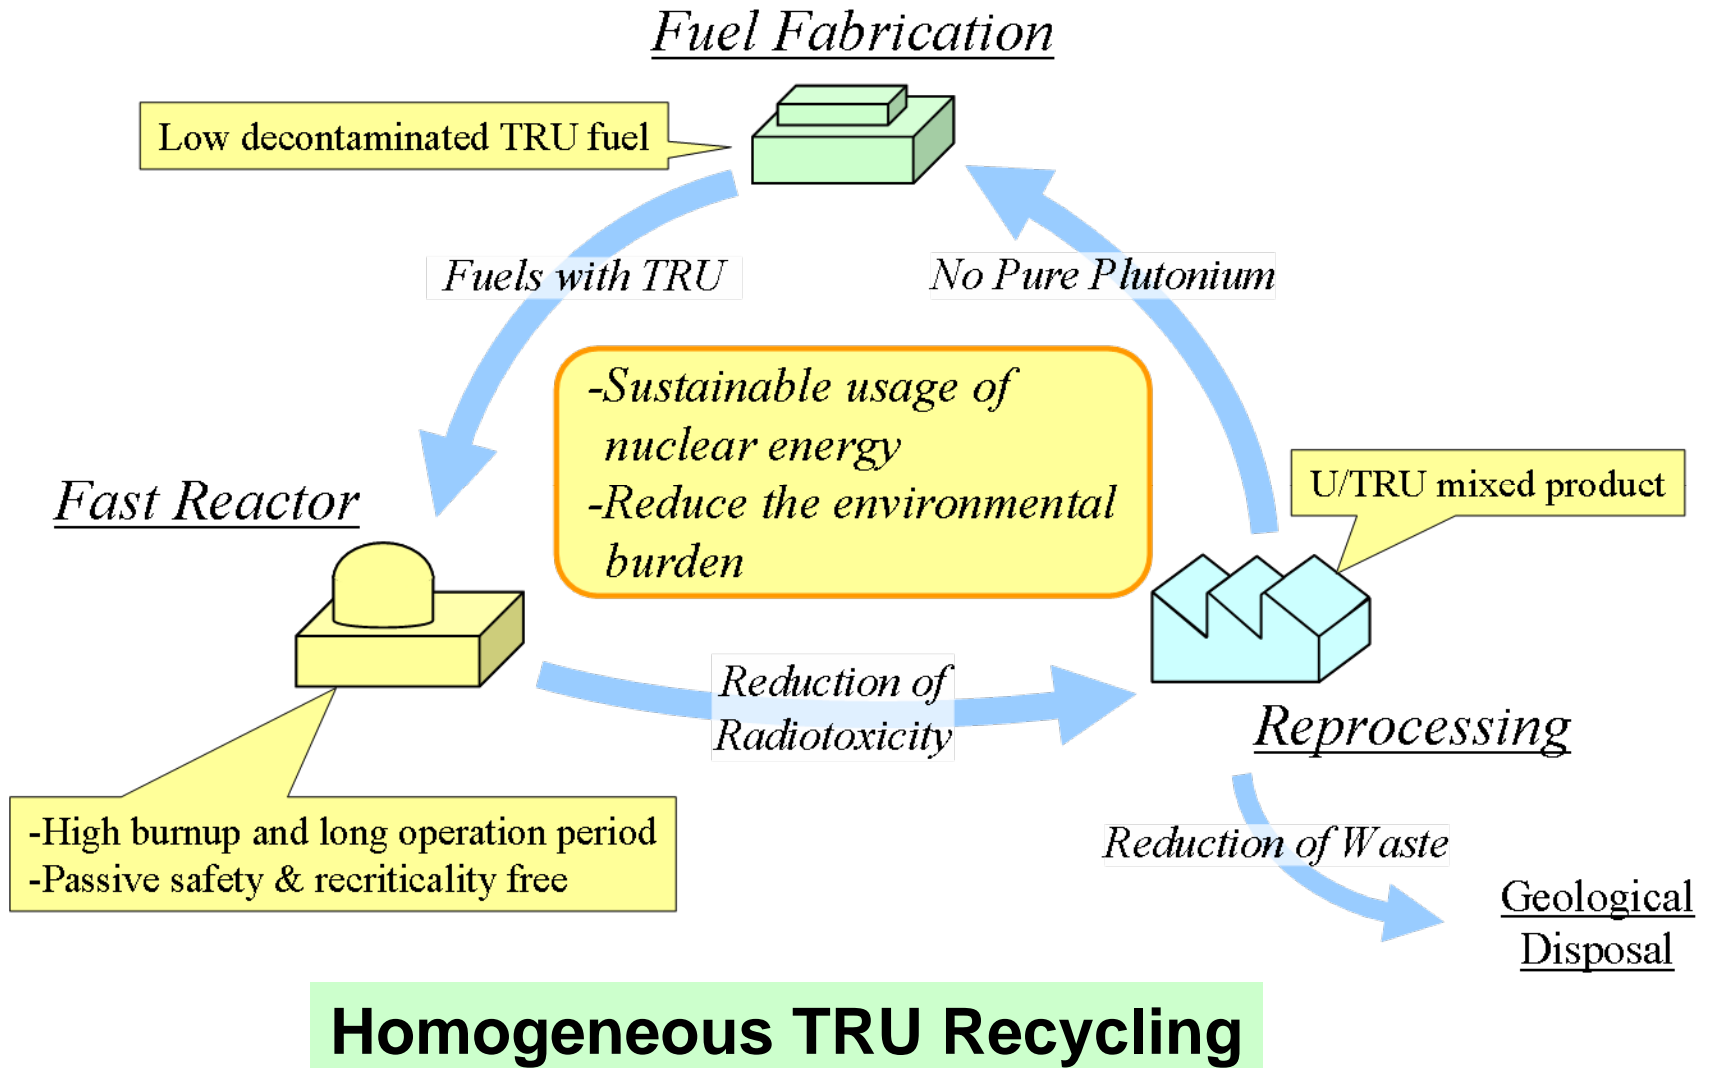 Fuel Fabrication
Low decontaminated TRU fuel
Fuels with TRU
No Pure Plutonium
-Sustainable usage of
nuclear energy
-Reduce the environmental
burden
Fast Reactor
U/TRU mixed product
Reduction of
Radiotoxicity
Reprocessing
-High burnup and long operation period
-Passive safety & recriticality free
Reduction of Waste
Geological
Disposal
Homogeneous TRU Recycling